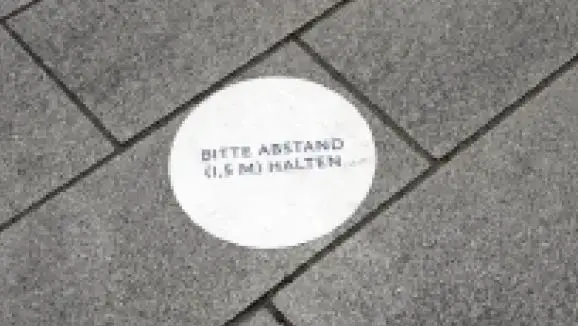 BITTE ABSTAND
(1,5 M) HALTEN